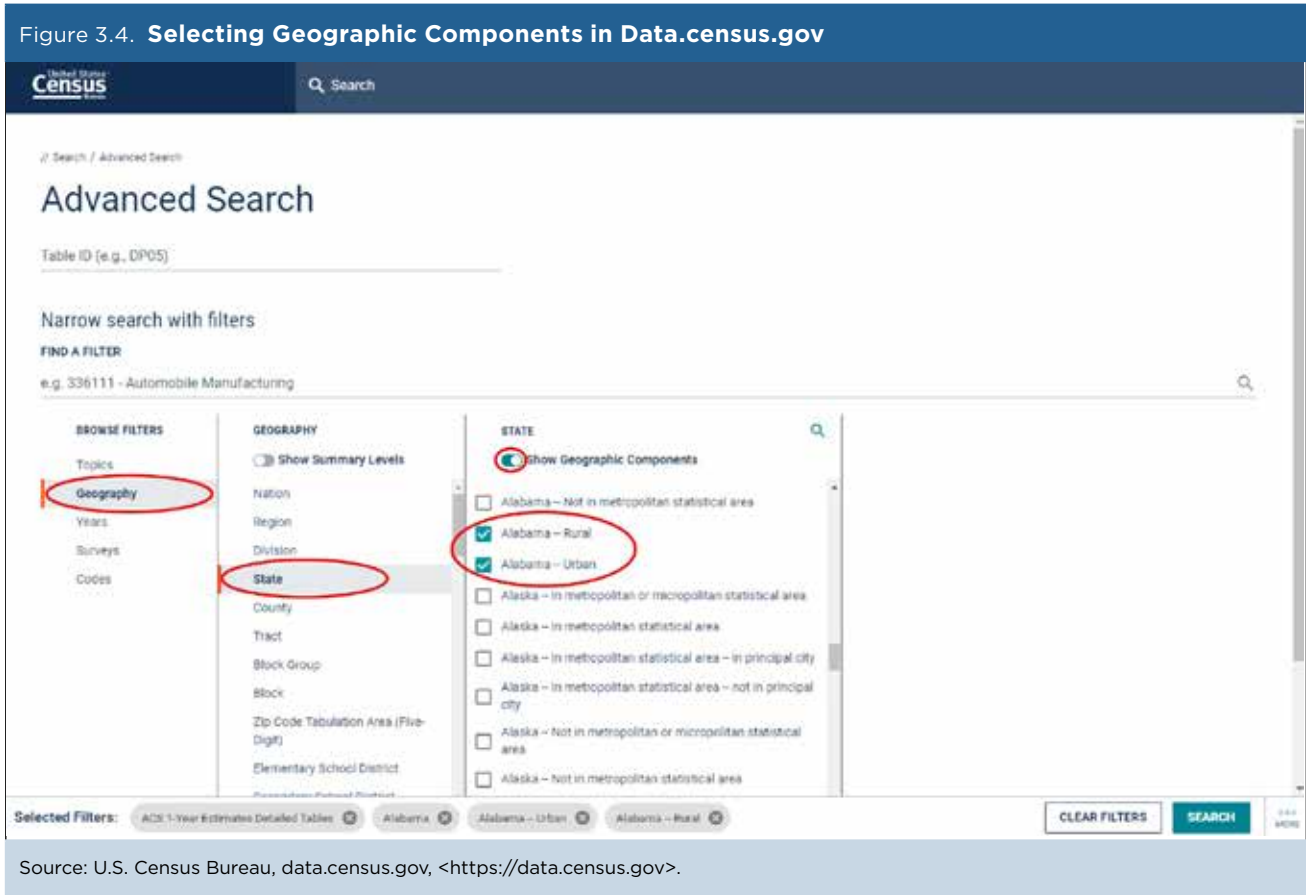 Figure 3.4. Selecting Geographic Components in Data.census.gov
United States
Census
Bureau
Search
// Search / Advanced Search
Advanced Search
Table ID (e.g., DP05)
Narrow search with filters
FIND A FILTER
e.g. 336111 - Automobile Manufacturing
BROWSE FILTERS
Topics
Geography
Years
Surveys
Codes
GEOGRAPHY
Show Summary Levels
Nation
Region
Division
State
County
Tract
Block Group
Block
Zip Code Tabulation Area (Five-
Digit)
Elementary School District
STATE
Show Geographic Components
Alabama – Not in metropolitan statistical area
Alabama – Rural
Alabama – Urban
Alaska – In metropolitan or micropolitan statistical area
Alaska – In metropolitan statistical area
Alaska – In metropolitan statistical area – in principal city
Alaska – In metropolitan statistical area – not in principal
city
Alaska – Not in metropolitan or micropolitan statistical
area
Alaska – Not in metropolitan statistical area
Selected Filters: ACS 1-Year Estimates Detailed Tables Alabama Alabama – Urban Alabama – Rural CLEAR FILTERS SEARCH MORE
Source: U.S. Census Bureau, data.census.gov, <https://data.census.gov>.